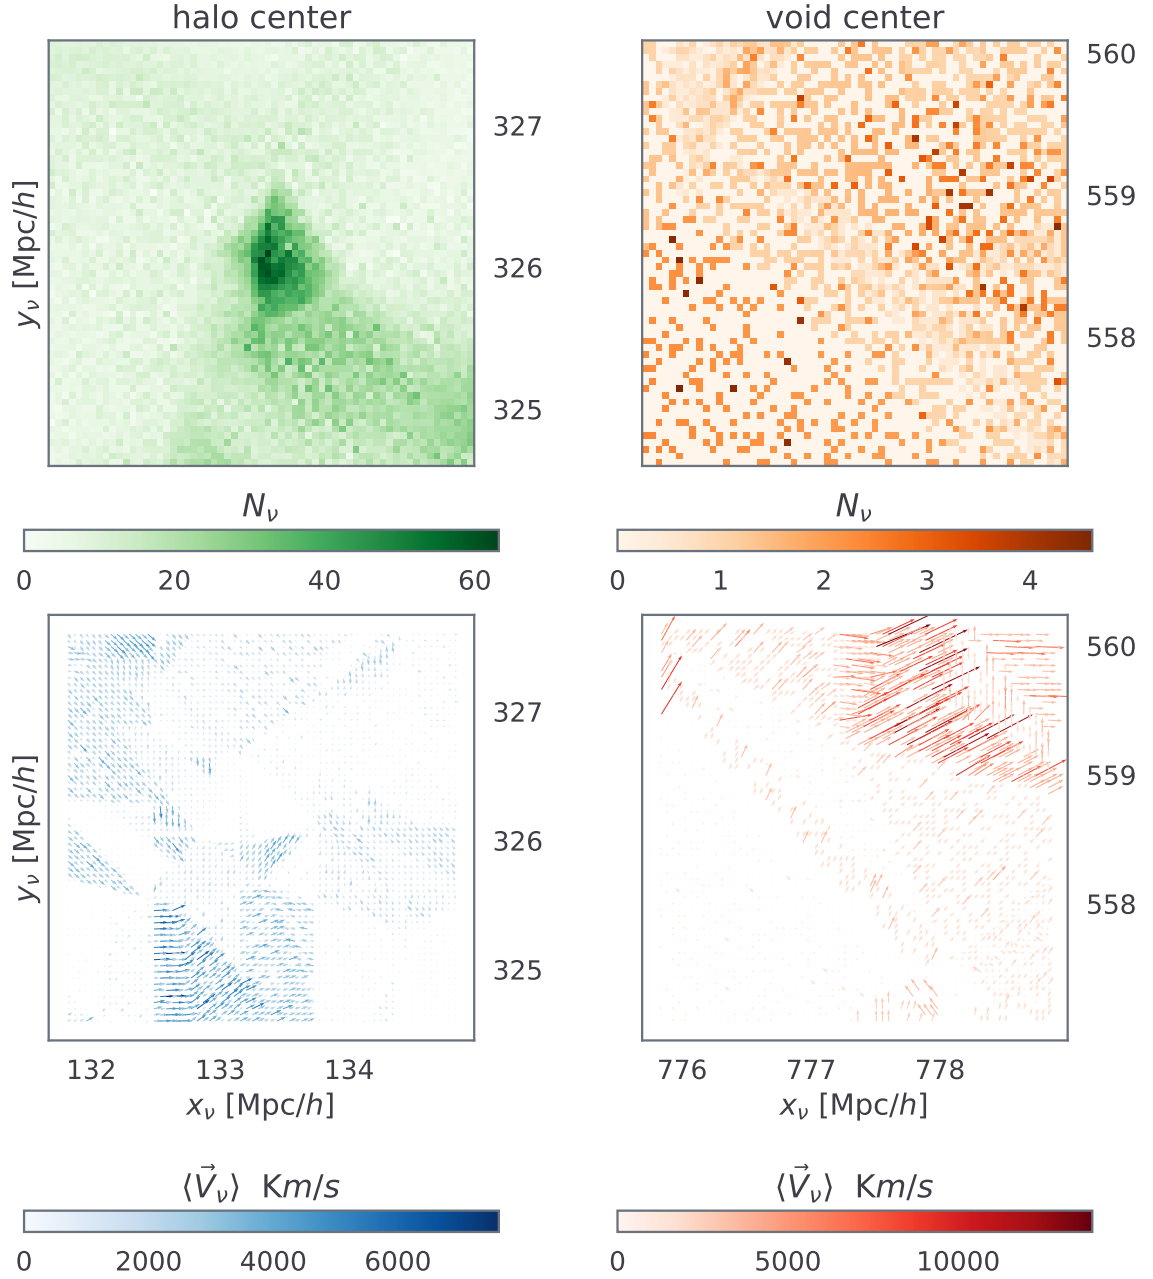 halo center
void center
327
326
325
y_ν [Mpc/h]
560
559
558
N_ν
0 20 40 60
N_ν
0 1 2 3 4
327
326
325
y_ν [Mpc/h]
132 133 134
x_ν [Mpc/h]
560
559
558
776 777 778
x_ν [Mpc/h]
⟨V⃗_ν⟩ Km/s
0 2000 4000 6000
⟨V⃗_ν⟩ Km/s
0 5000 10000